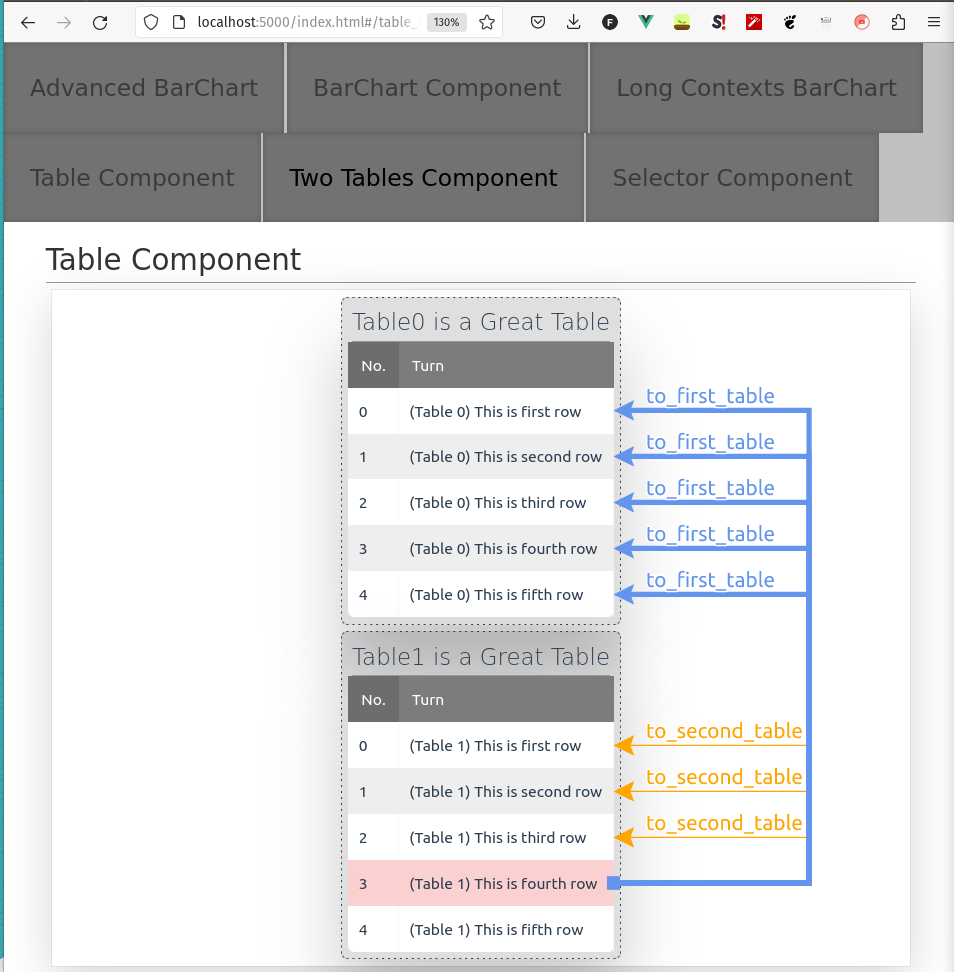 localhost:5000/index.html#/table_ 130%
F S!
Advanced BarChart BarChart Component Long Contexts BarChart
Table Component Two Tables Component Selector Component
Table Component
Table0 is a Great Table
No. Turn
0 (Table 0) This is first row to_first_table
1 (Table 0) This is second row to_first_table
2 (Table 0) This is third row to_first_table
3 (Table 0) This is fourth row to_first_table
4 (Table 0) This is fifth row to_first_table
Table1 is a Great Table
No. Turn
0 (Table 1) This is first row to_second_table
1 (Table 1) This is second row to_second_table
2 (Table 1) This is third row to_second_table
3 (Table 1) This is fourth row
4 (Table 1) This is fifth row